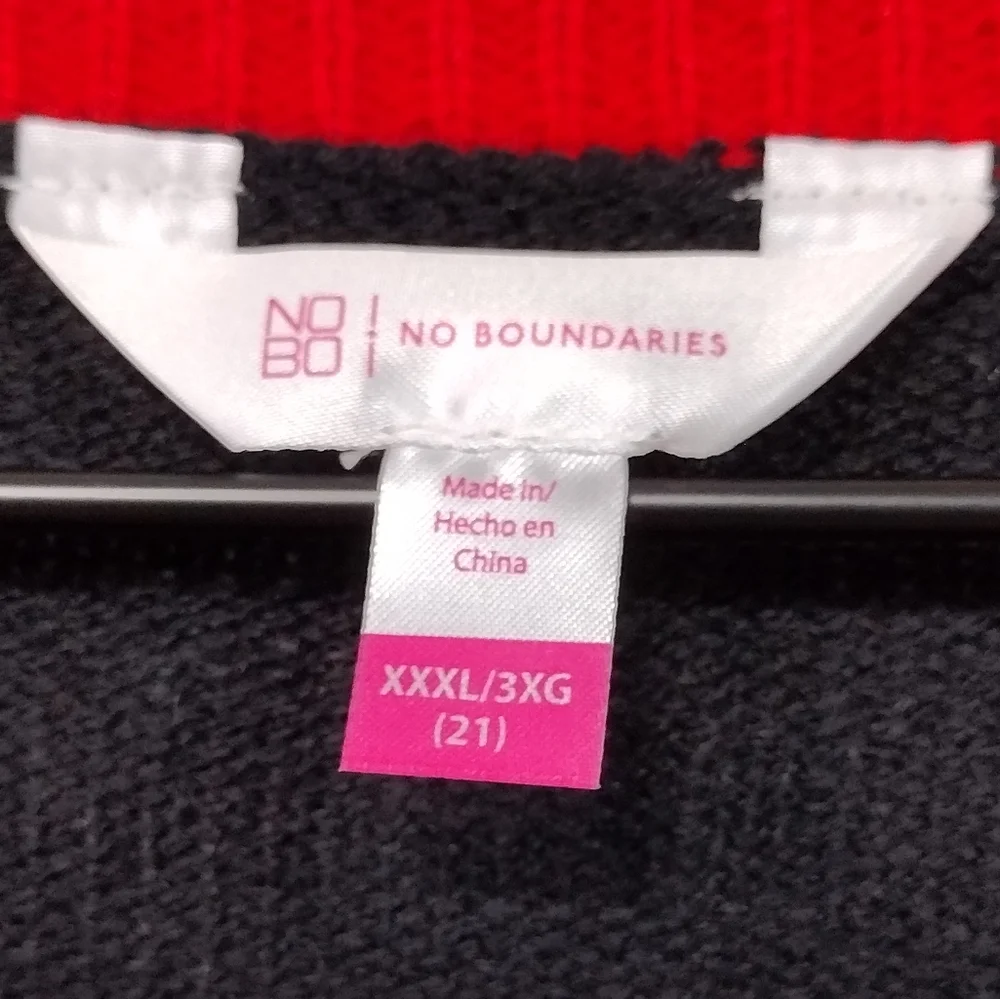 NO
BO
NO BOUNDARIES
Made in/
Hecho en
China
XXXL/3XG
(21)